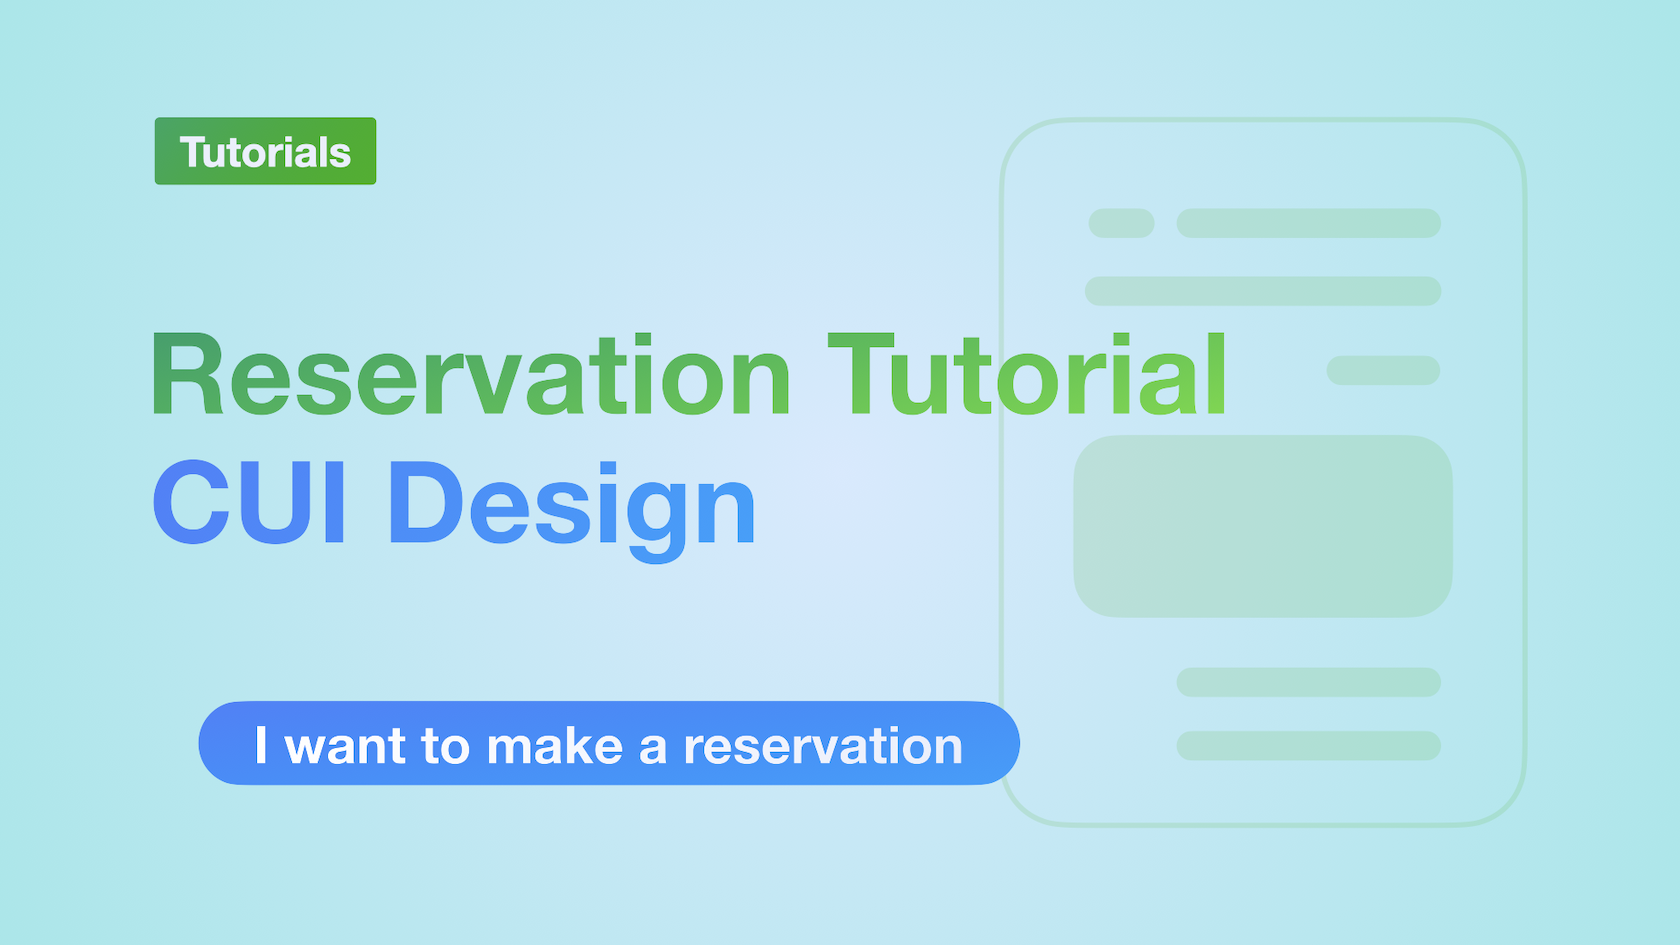 Tutorials
Reservation Tutorial
CUI Design
I want to make a reservation